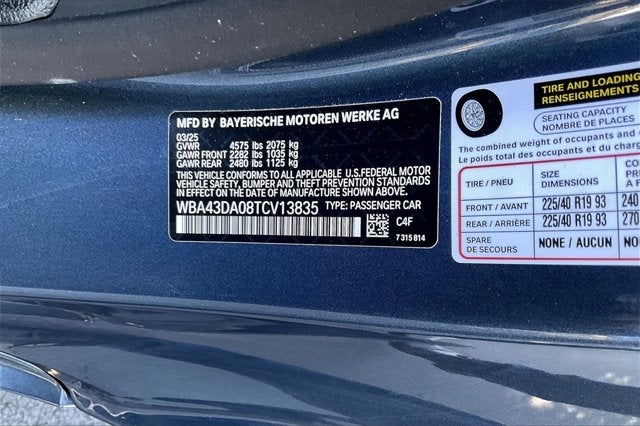 MFD BY BAYERISCHE MOTOREN WERKE AG
03/25
GVWR 4575 lbs 2075 kg
GAWR FRONT 2282 lbs 1035 kg
GAWR REAR 2480 lbs 1125 kg
THIS VEHICLE CONFORMS TO ALL APPLICABLE U.S. FEDERAL MOTOR
VEHICLE SAFETY, BUMPER, AND THEFT PREVENTION STANDARDS
IN EFFECT ON THE DATE OF MANUFACTURE SHOWN ABOVE.
WBA43DA08TCV13835 TYPE: PASSENGER CAR
C4F
7 315 814
TIRE AND LOADING
RENSEIGNEMENTS
SEATING CAPACITY
NOMBRE DE PLACES
The combined weight of occupants and
Le poids total des occupants et du
TIRE / PNEU
SIZE
DIMENSIONS
COLD
FRONT / AVANT 225/40 R19 93 240
REAR / ARRIÈRE 225/40 R19 93 270
SPARE
DE SECOURS
NONE / AUCUN